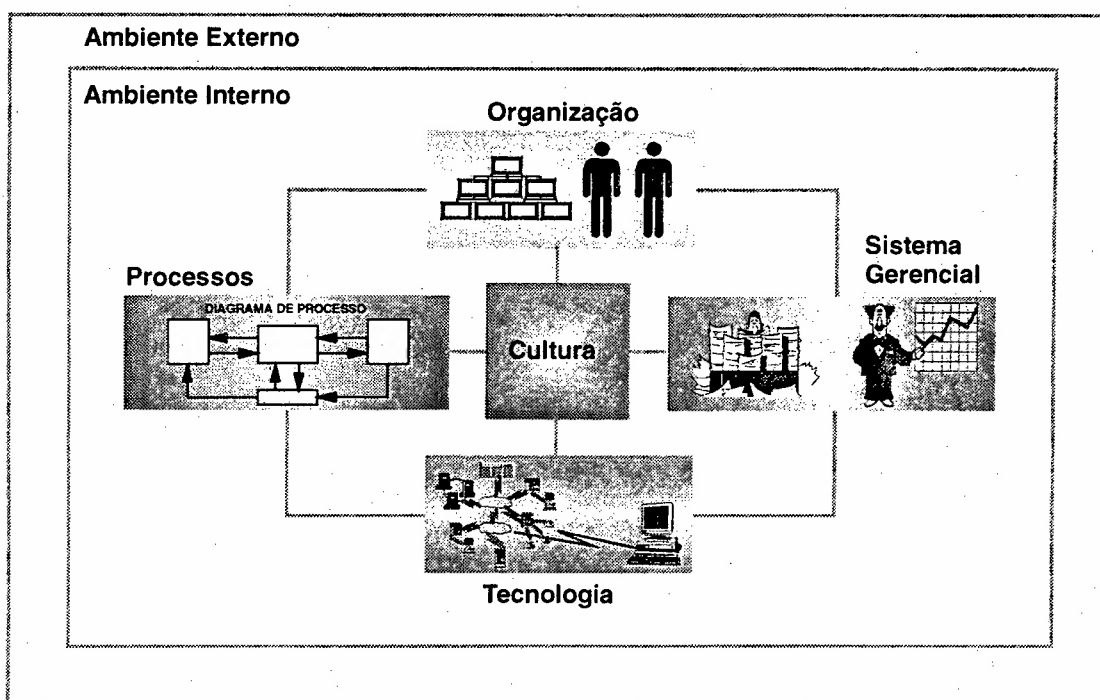 Ambiente Externo
Ambiente Interno
Organização
Sistema
Gerencial
Processos
DIAGRAMA DE PROCESSO
Cultura
Tecnologia